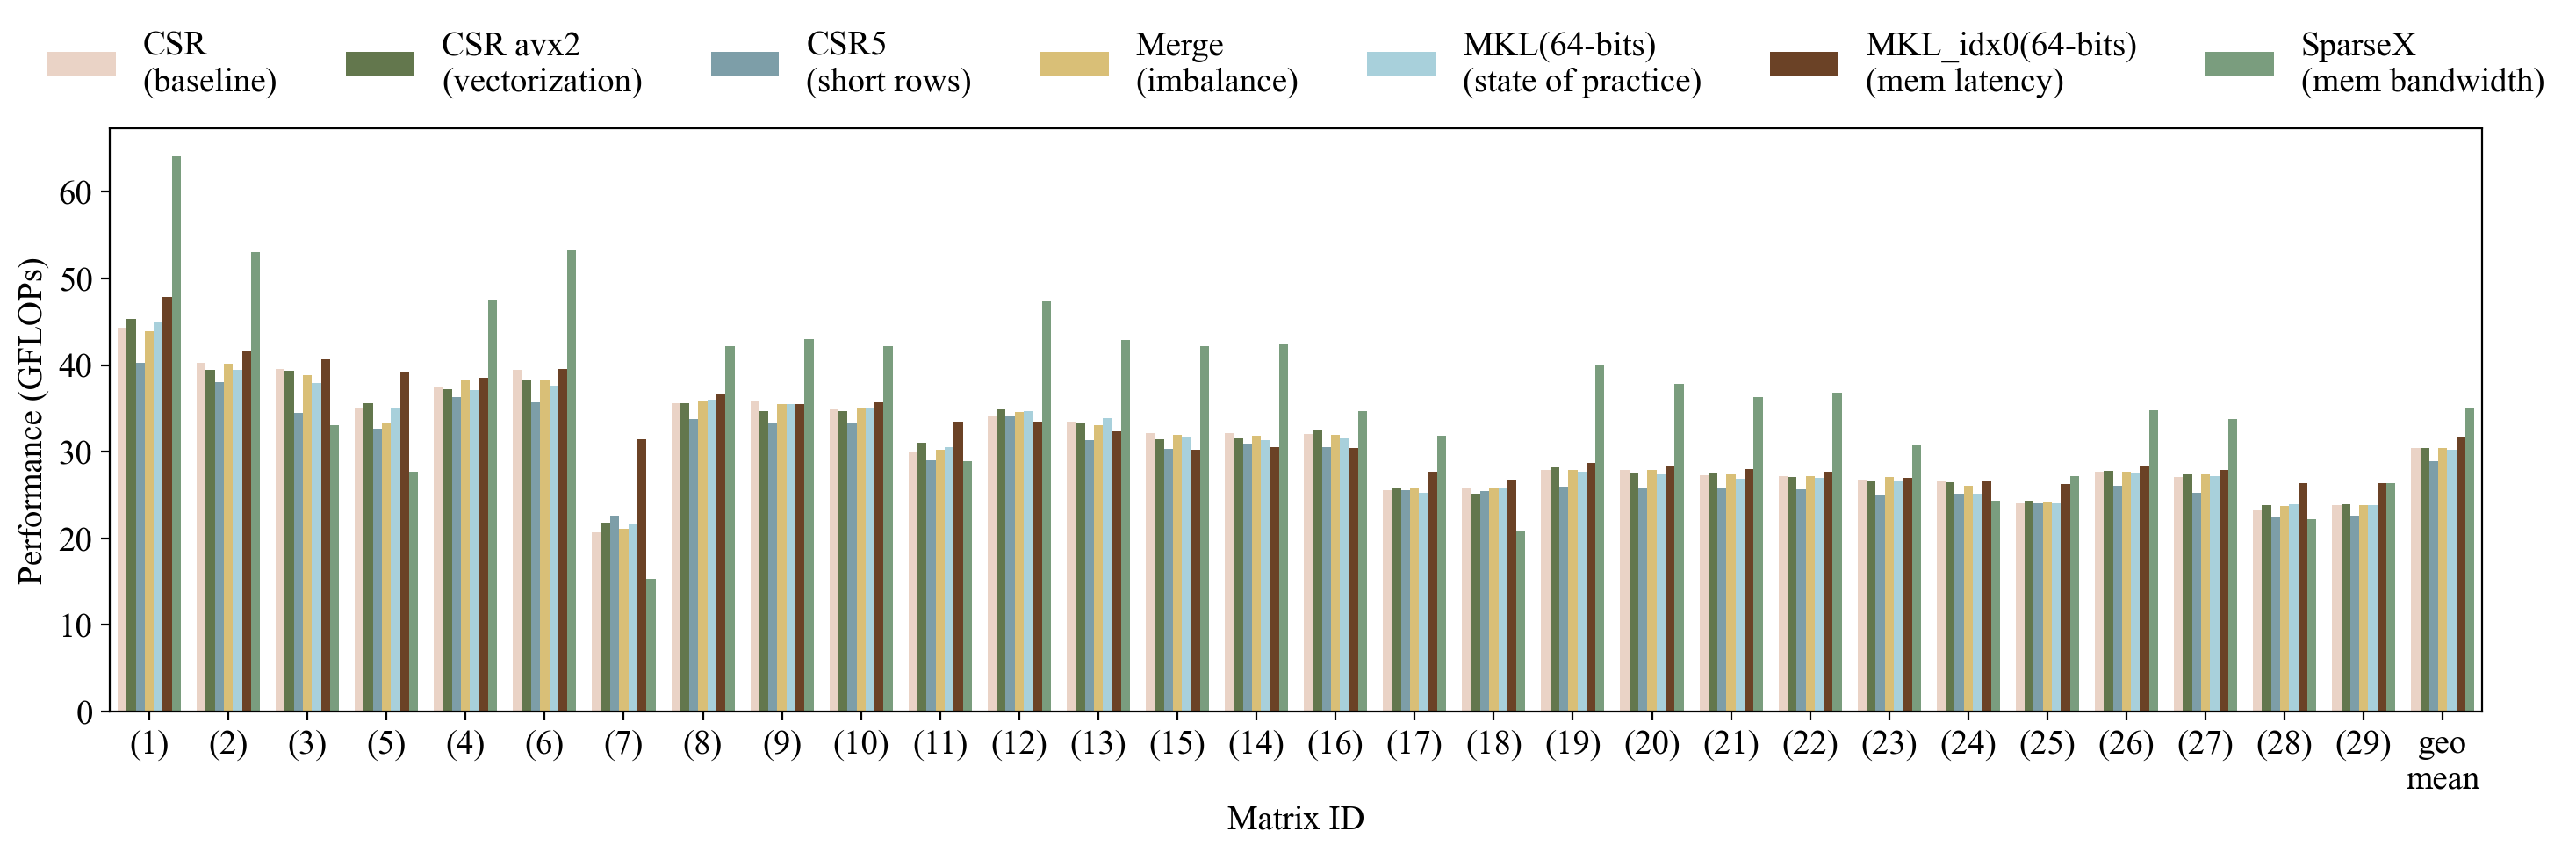 CSR
(baseline)
CSR avx2
(vectorization)
CSR5
(short rows)
Merge
(imbalance)
MKL(64-bits)
(state of practice)
MKL_idx0(64-bits)
(mem latency)
SparseX
(mem bandwidth)
Performance (GFLOPs)
60
50
40
30
20
10
0
(1) (2) (3) (5) (4) (6) (7) (8) (9) (10) (11) (12) (13) (15) (14) (16) (17) (18) (19) (20) (21) (22) (23) (24) (25) (26) (27) (28) (29) geo
mean
Matrix ID